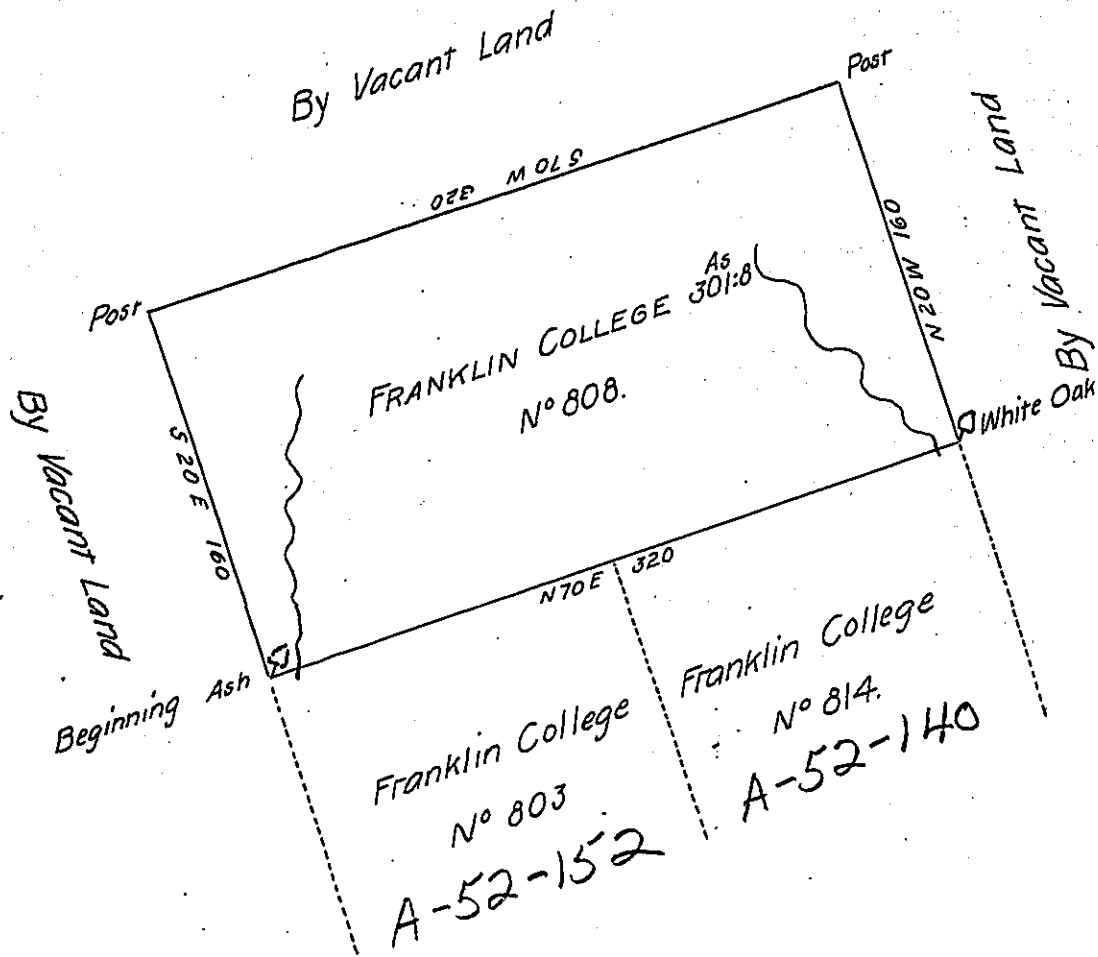 By Vacant Land
Post
S 70 W 320
N 20 W 160
By Vacant Land
Post
FRANKLIN COLLEGE
As
301:8
N° 808.
White Oak
By Vacant Land
S 20 E 160
N 70 E 320
Beginning Ash
Franklin College
N° 814.
A-52-140
Franklin College
N° 803
A-52-152